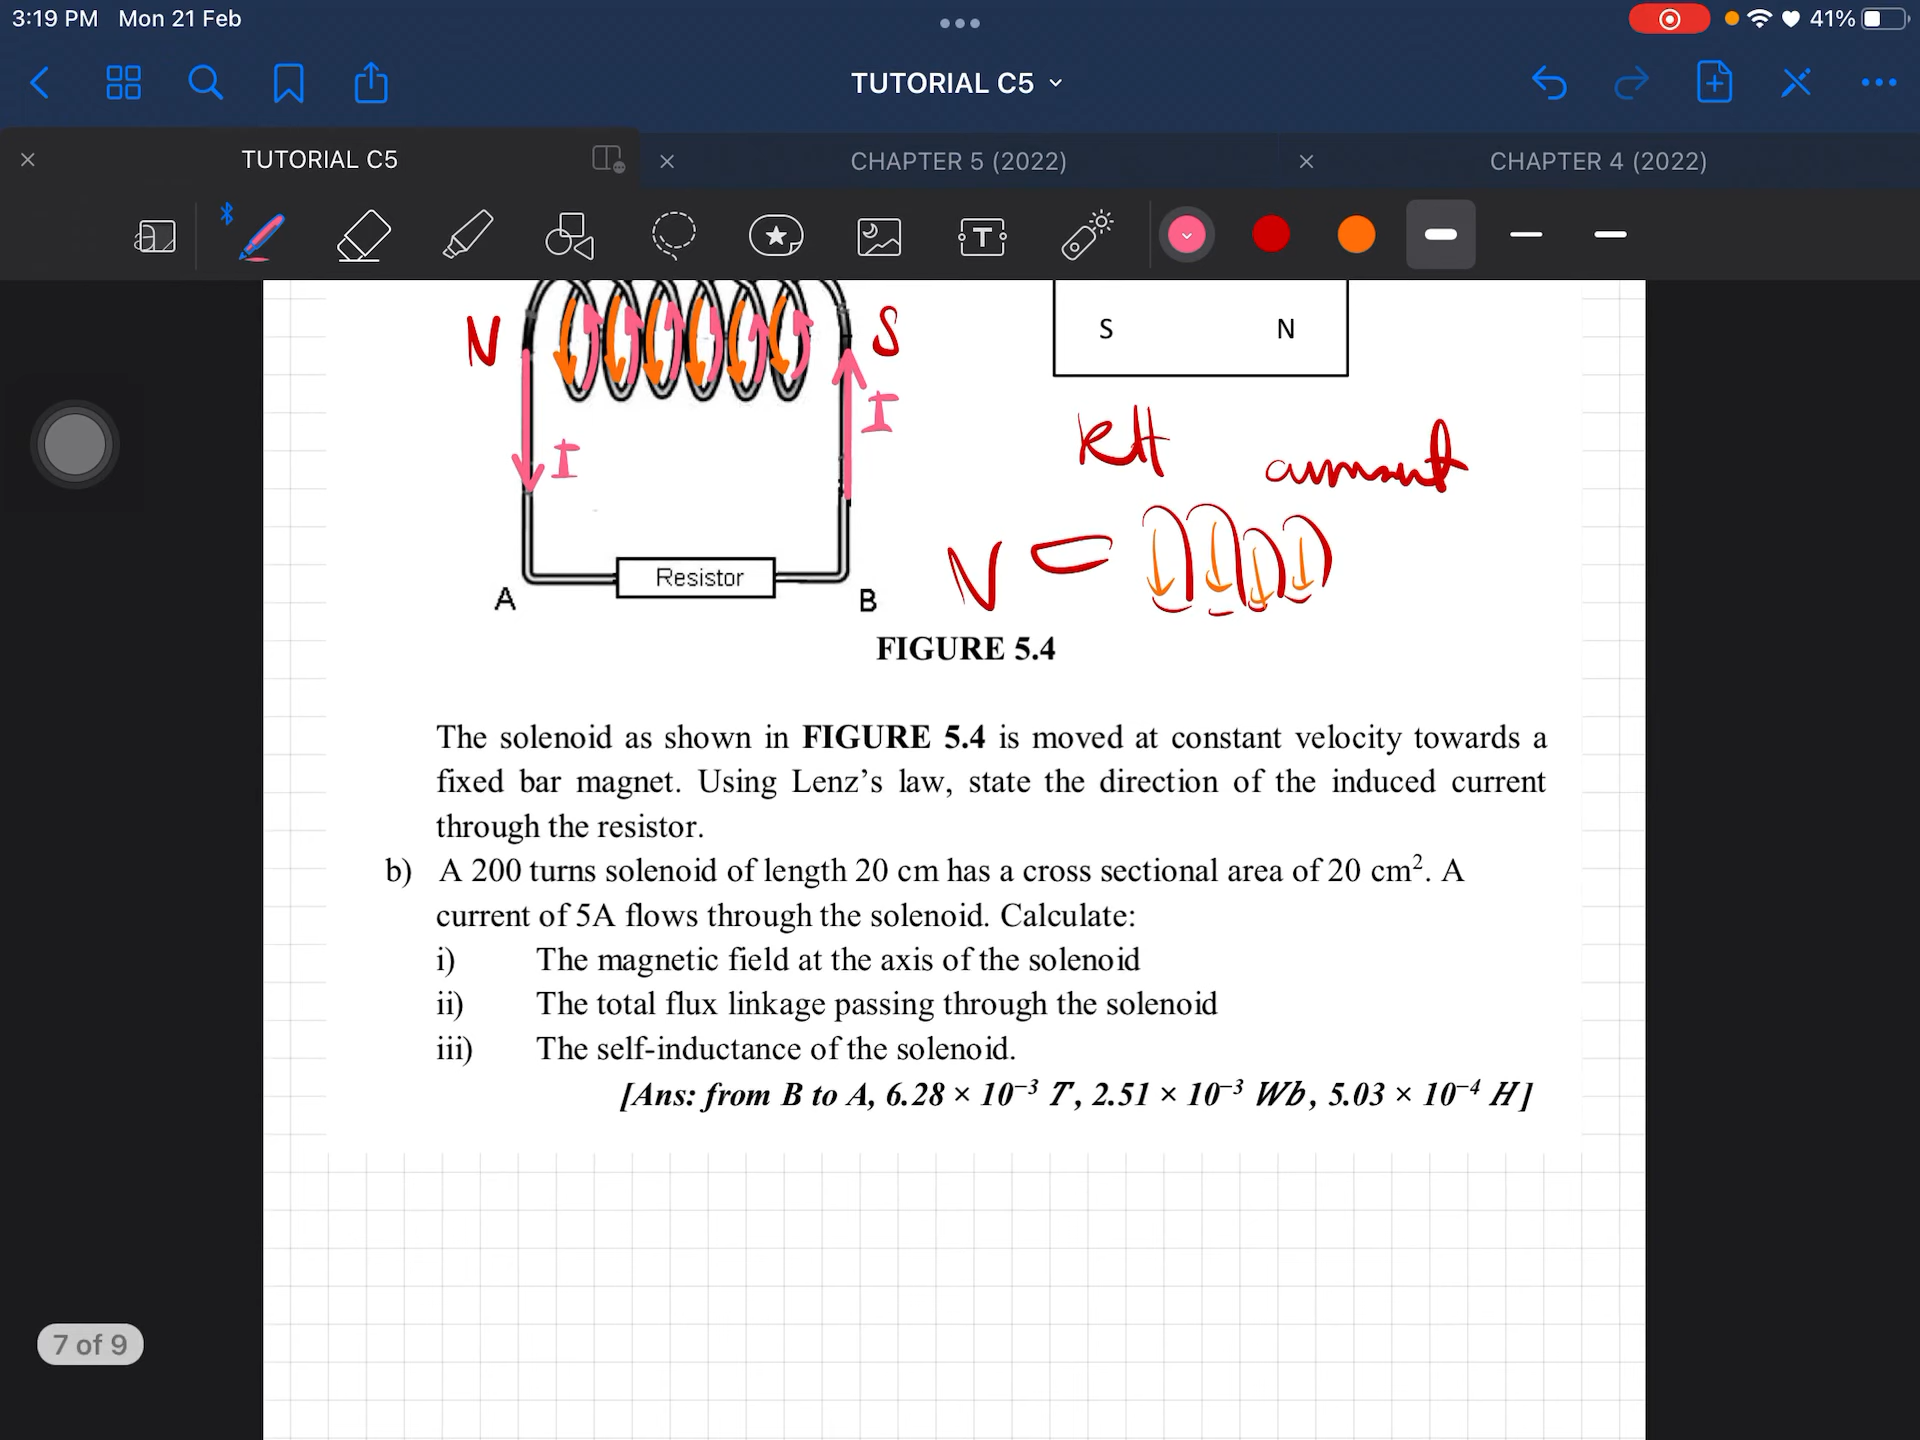 3:19 PM Mon 21 Feb
41%
TUTORIAL C5
TUTORIAL C5
CHAPTER 5 (2022)
CHAPTER 4 (2022)
N
S
S N
I
I
RH
current
Resistor
A
B
N =
FIGURE 5.4
The solenoid as shown in FIGURE 5.4 is moved at constant velocity towards a
fixed bar magnet. Using Lenz’s law, state the direction of the induced current
through the resistor.
b) A 200 turns solenoid of length 20 cm has a cross sectional area of 20 cm². A
current of 5A flows through the solenoid. Calculate:
i) The magnetic field at the axis of the solenoid
ii) The total flux linkage passing through the solenoid
iii) The self-inductance of the solenoid.
[Ans: from B to A, 6.28 × 10⁻³ T, 2.51 × 10⁻³ Wb, 5.03 × 10⁻⁴ H]
7 of 9